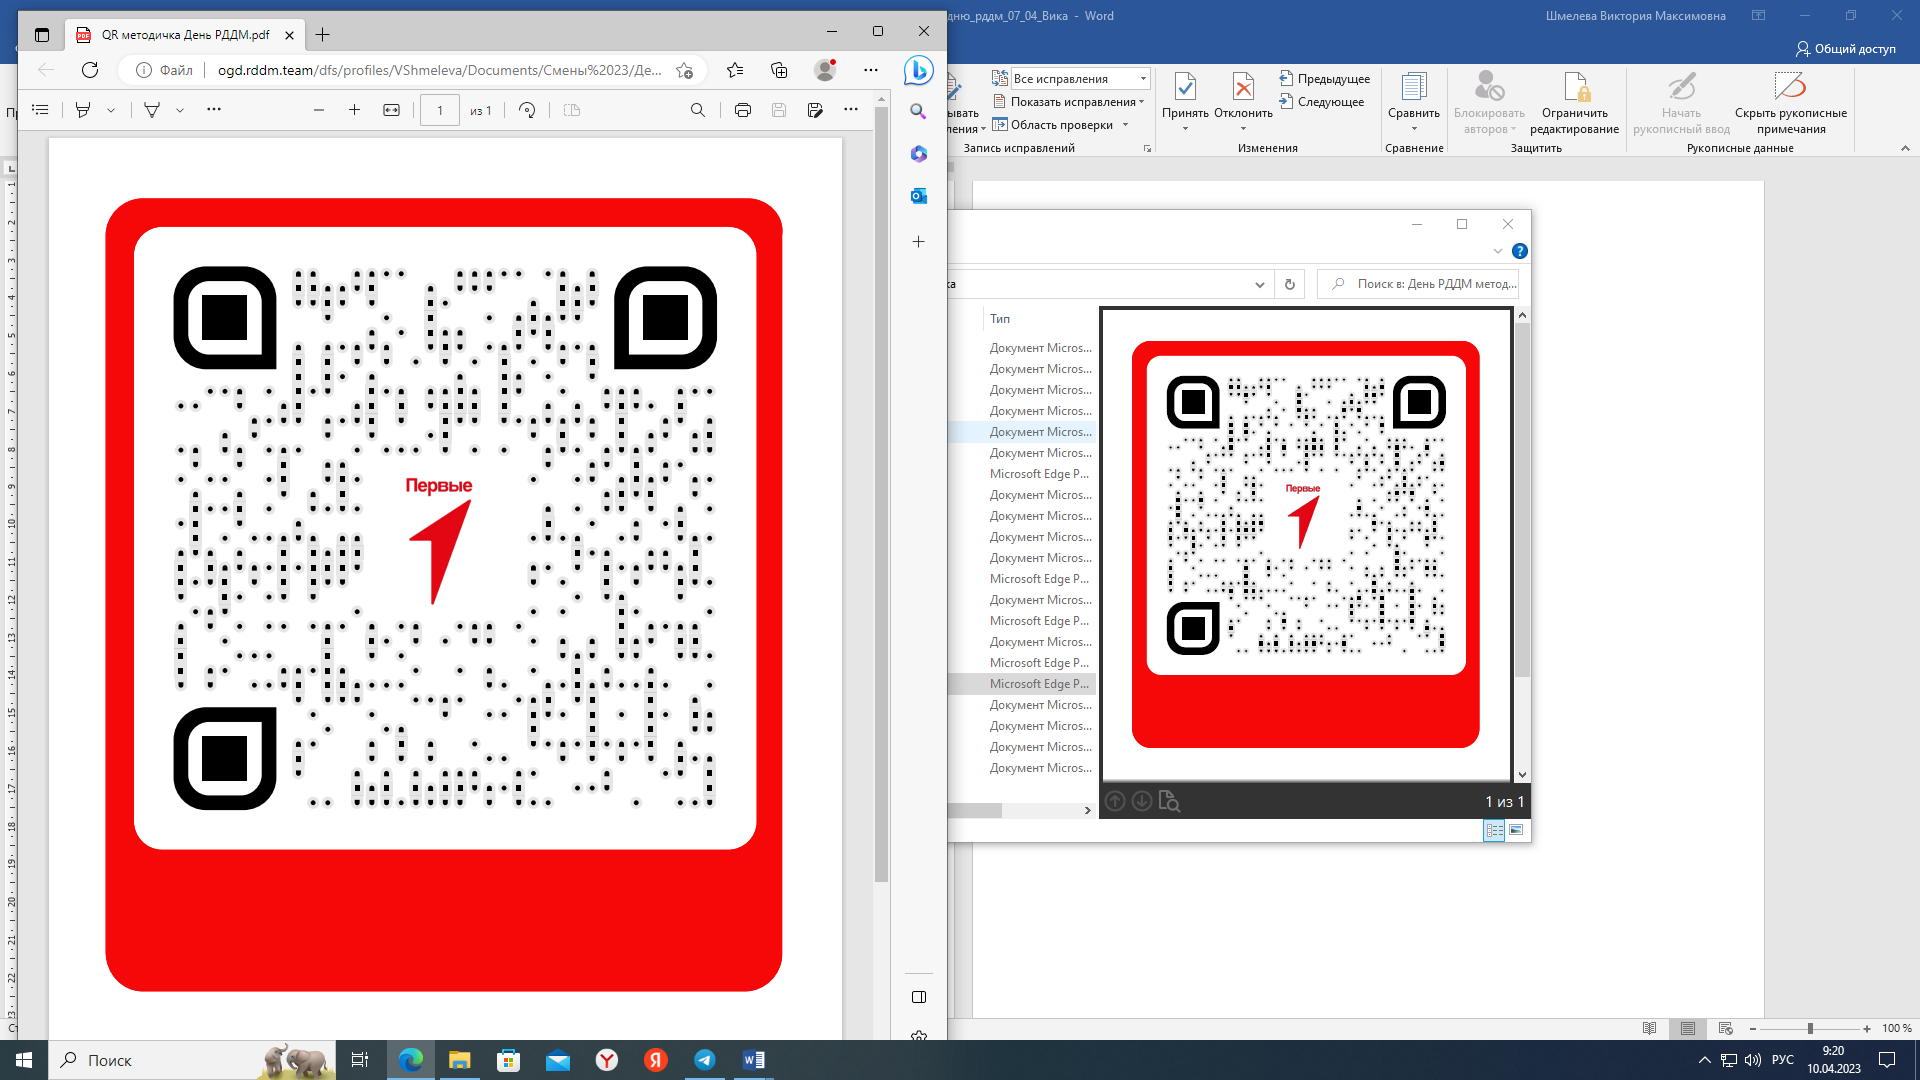 QR методичка День РДДМ.pdf
Файл
ogd.rddm.team/dfs/profiles/VShmeleva/Documents/Смены%2023/Де...
1
из 1
Первые
дню_рддм_07_04_Вика - Word
Шмелева Виктория Максимовна
Общий доступ
Все исправления
Показать исправления
Область проверки
Запись исправлений
Принять
Отклонить
Предыдущее
Следующее
Изменения
Сравнить
Сравнение
Блокировать авторов
Ограничить редактирование
Защитить
Начать рукописный ввод
Скрыть рукописные примечания
Рукописные данные
Поиск в: День РДДМ метод...
Тип
Документ Micros...
Документ Micros...
Документ Micros...
Документ Micros...
Документ Micros...
Документ Micros...
Microsoft Edge P...
Документ Micros...
Документ Micros...
Документ Micros...
Документ Micros...
Microsoft Edge P...
Документ Micros...
Microsoft Edge P...
Документ Micros...
Microsoft Edge P...
Microsoft Edge P...
Документ Micros...
Документ Micros...
Документ Micros...
Документ Micros...
Первые
1 из 1
100 %
Поиск
РУС
9:20
10.04.2023